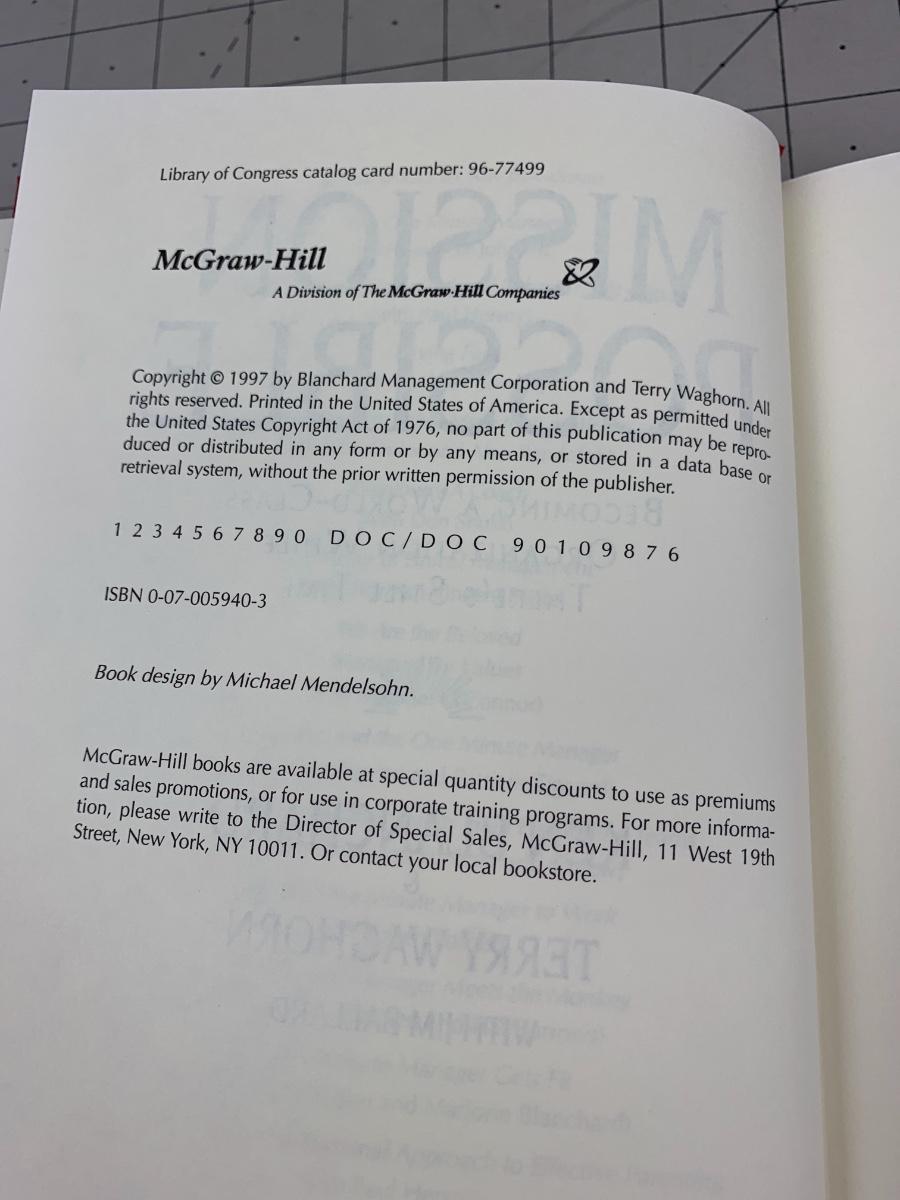 Library of Congress catalog card number: 96-77499
McGraw-Hill
A Division of The McGraw·Hill Companies
Copyright © 1997 by Blanchard Management Corporation and Terry Waghorn. All
rights reserved. Printed in the United States of America. Except as permitted under
the United States Copyright Act of 1976, no part of this publication may be repro-
duced or distributed in any form or by any means, or stored in a data base or
retrieval system, without the prior written permission of the publisher.
1 2 3 4 5 6 7 8 9 0 D O C / D O C 9 0 1 0 9 8 7 6
ISBN 0-07-005940-3
Book design by Michael Mendelsohn.
McGraw-Hill books are available at special quantity discounts to use as premiums
and sales promotions, or for use in corporate training programs. For more informa-
tion, please write to the Director of Special Sales, McGraw-Hill, 11 West 19th
Street, New York, NY 10011. Or contact your local bookstore.